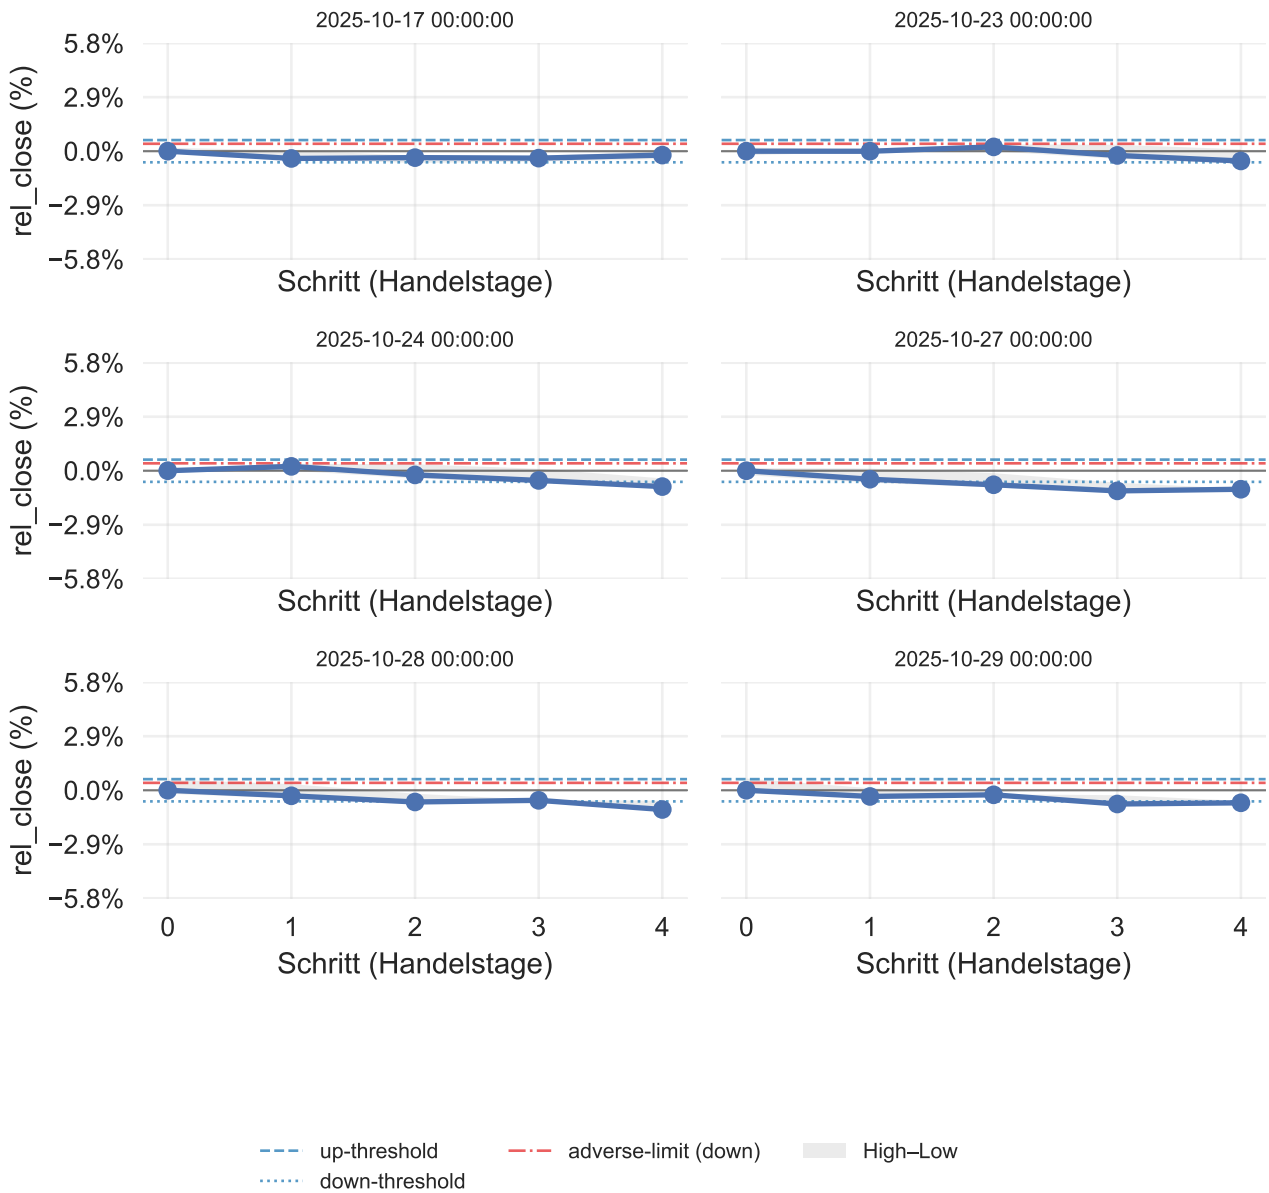 2025-10-17 00:00:00
2025-10-23 00:00:00
5.8%
2.9%
0.0%
−2.9%
−5.8%
rel_close (%)
Schritt (Handelstage)
Schritt (Handelstage)
2025-10-24 00:00:00
2025-10-27 00:00:00
5.8%
2.9%
0.0%
−2.9%
−5.8%
rel_close (%)
Schritt (Handelstage)
Schritt (Handelstage)
2025-10-28 00:00:00
2025-10-29 00:00:00
5.8%
2.9%
0.0%
−2.9%
−5.8%
rel_close (%)
0 1 2 3 4
0 1 2 3 4
Schritt (Handelstage)
Schritt (Handelstage)
up-threshold
adverse-limit (down)
High–Low
down-threshold